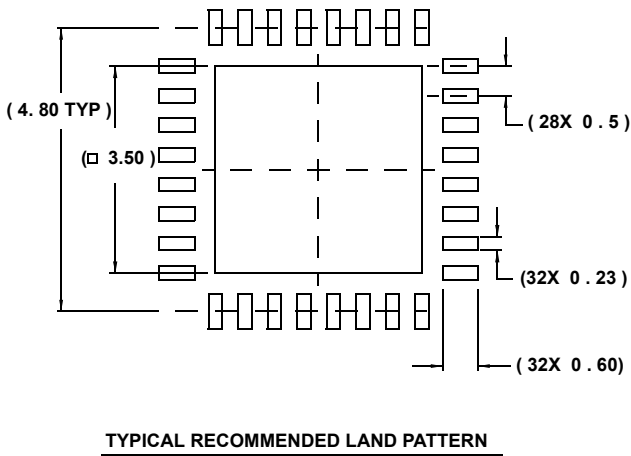 ( 4. 80 TYP )
( 28X 0 . 5 )
(□ 3.50 )
(32X 0 . 23 )
( 32X 0 . 60)
TYPICAL RECOMMENDED LAND PATTERN